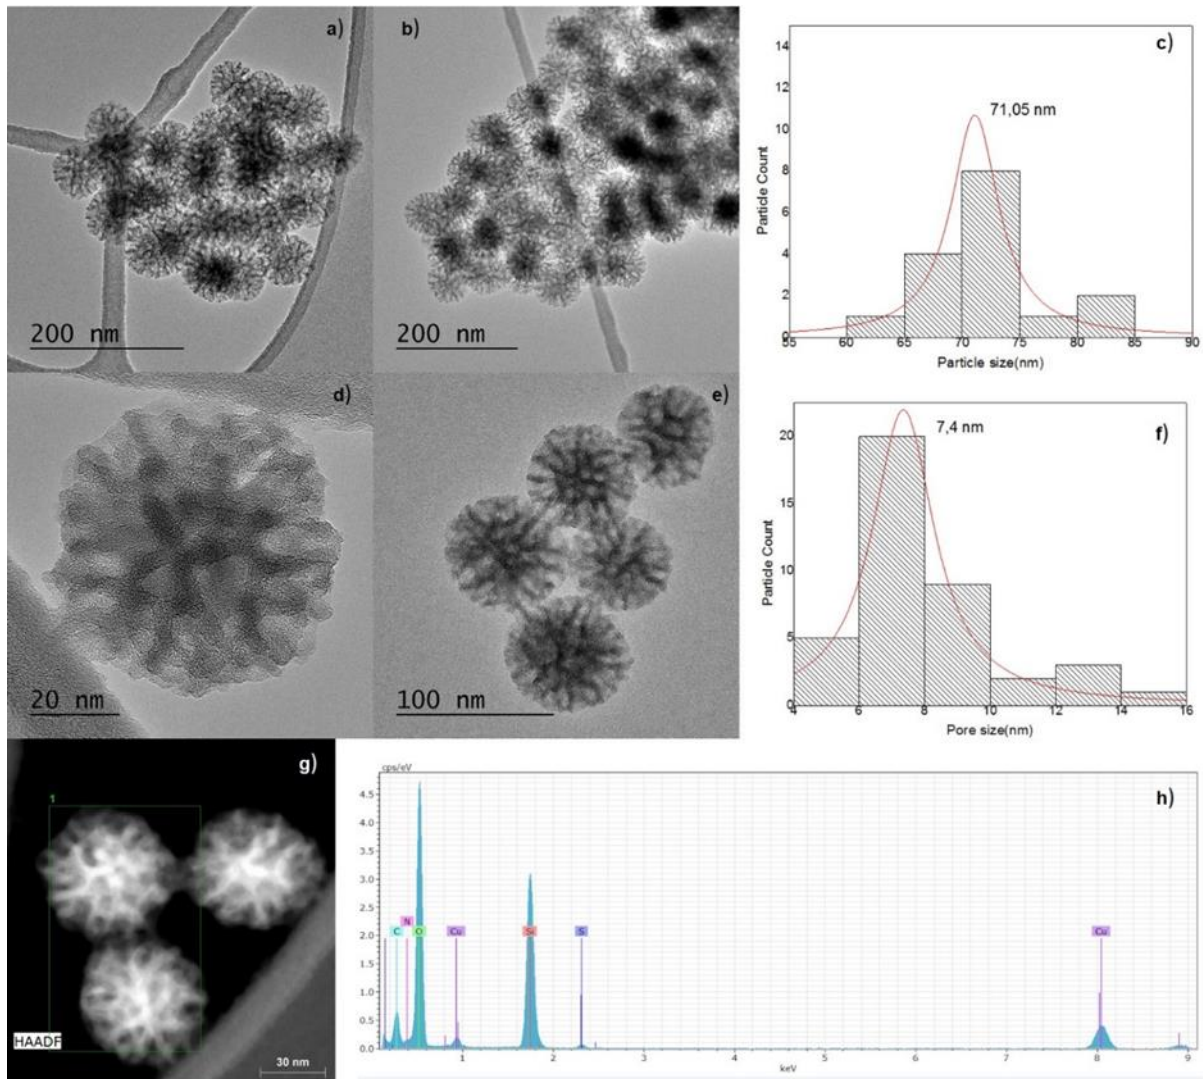 a)
200 nm
b)
200 nm
c)
71,05 nm
Particle Count
14
12
10
8
6
4
2
0
55 60 65 70 75 80 85 90
Particle size(nm)
d)
20 nm
e)
100 nm
f)
7,4 nm
Particle Count
20
15
10
5
0
4 6 8 10 12 14 16
Pore size(nm)
g)
1
HAADF
30 nm
h)
cps/eV
4.5
4.0
3.5
3.0
2.5
2.0
1.5
1.0
0.5
0.0
C N O Cu Si S Cu
1 2 3 4 5 6 7 8 9
keV